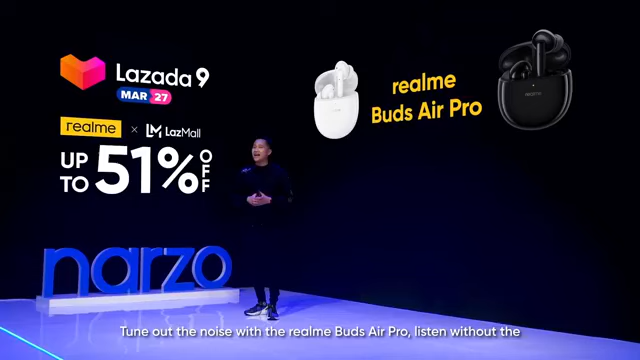 Lazada 9
MAR 27
realme × LM LazMall
UP TO 51% OFF
realme
Buds Air Pro
narzo
Tune out the noise with the realme Buds Air Pro, listen without the